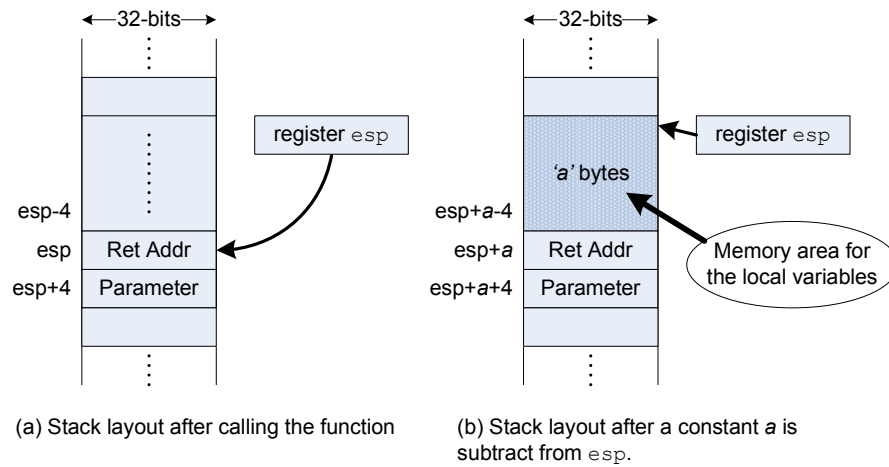 32-bits
register esp
esp-4
esp
Ret Addr
esp+4
Parameter
(a) Stack layout after calling the function
32-bits
register esp
‘a’ bytes
esp+a-4
esp+a
Ret Addr
esp+a+4
Parameter
Memory area for
the local variables
(b) Stack layout after a constant a is
subtract from esp.